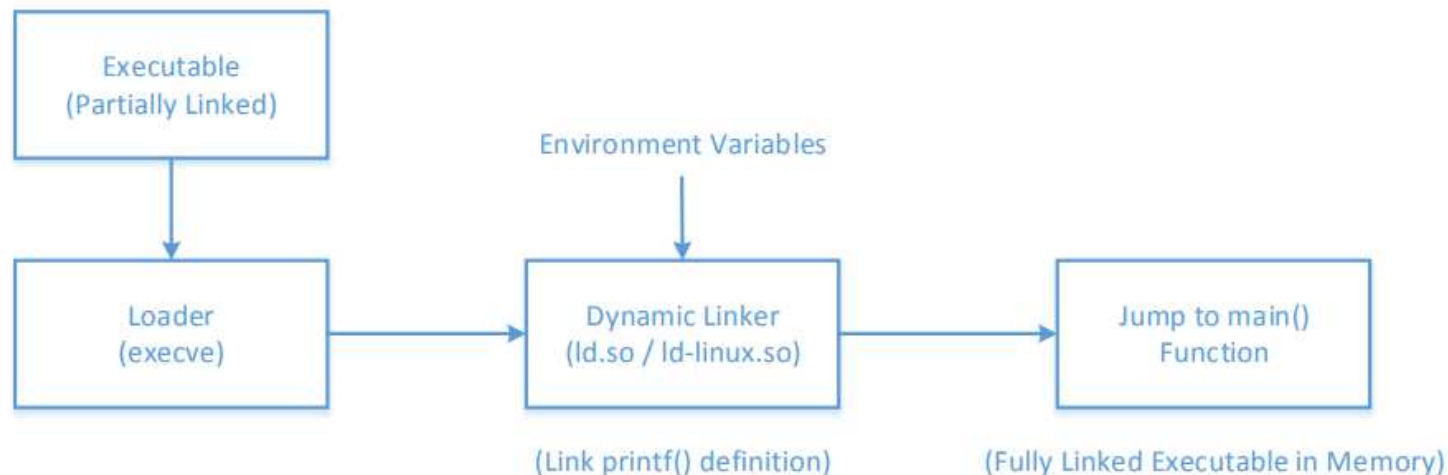 Executable
(Partially Linked)
Environment Variables
Loader
(execve)
Dynamic Linker
(ld.so / ld-linux.so)
Jump to main()
Function
(Link printf() definition)
(Fully Linked Executable in Memory)